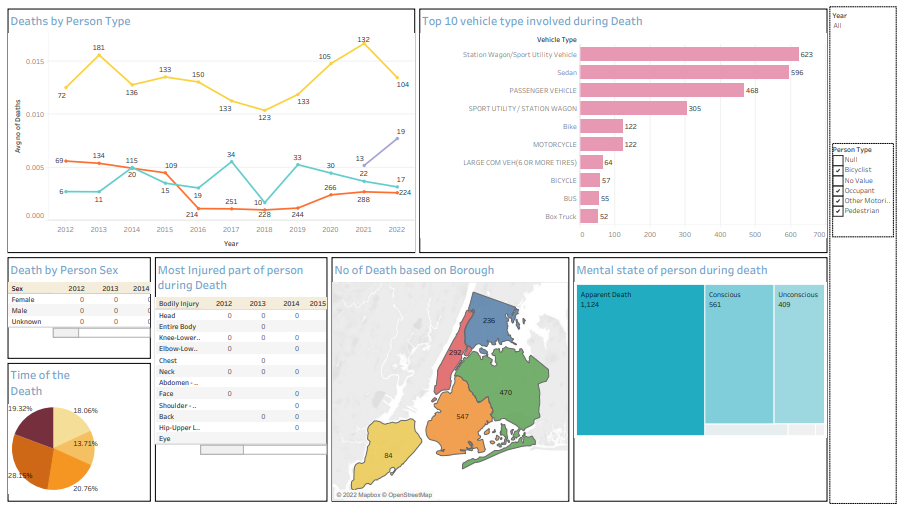 Deaths by Person Type
Avg no of Deaths
0.015
0.010
0.005
0.000
72
181
136
133
150
133
123
133
105
132
104
69
134
115
109
214
251
228
244
266
288
224
6
11
20
15
19
34
10
33
30
22
17
13
19
2012 2013 2014 2015 2016 2017 2018 2019 2020 2021 2022
Year
Top 10 vehicle type involved during Death
Vehicle Type
Station Wagon/Sport Utility Vehicle 623
Sedan 596
PASSENGER VEHICLE 468
SPORT UTILITY / STATION WAGON 305
Bike 122
MOTORCYCLE 122
LARGE COM VEH(6 OR MORE TIRES) 64
BICYCLE 57
BUS 55
Box Truck 52
0 100 200 300 400 500 600 700
Year
All
Person Type
Null
Bicyclist
No Value
Occupant
Other Motori..
Pedestrian
Death by Person Sex
Sex 2012 2013 2014
Female 0 0 0
Male 0 0 0
Unknown 0 0 0
Time of the
Death
19.32% 18.06%
13.71%
28.15%
20.76%
Most Injured part of person
during Death
Bodily Injury 2012 2013 2014 2015
Head 0 0 0
Entire Body 0
Knee-Lower.. 0 0 0
Elbow-Low.. 0 0
Chest 0
Neck 0 0 0
Abdomen - ..
Face 0 0
Shoulder - .. 0
Back 0 0
Hip-Upper L.. 0
Eye
No of Death based on Borough
236
292
470
547
84
© 2022 Mapbox © OpenStreetMap
Mental state of person during death
Apparent Death
1,124
Conscious
561
Unconscious
409